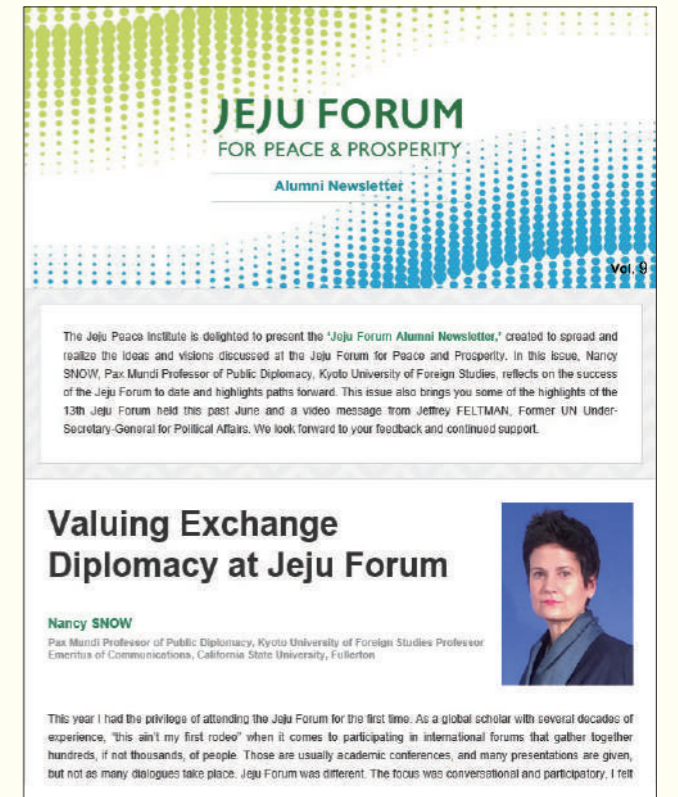 JEJU FORUM
FOR PEACE & PROSPERITY
Alumni Newsletter
Vol. 9
The Jeju Peace Institute is delighted to present the 'Jeju Forum Alumni Newsletter,' created to spread and
realize the ideas and visions discussed at the Jeju Forum for Peace and Prosperity. In this issue, Nancy
SNOW, Pax Mundi Professor of Public Diplomacy, Kyoto University of Foreign Studies, reflects on the success
of the Jeju Forum to date and highlights paths forward. This issue also brings you some of the highlights of the
13th Jeju Forum held this past June and a video message from Jeffrey FELTMAN, Former UN Under-
Secretary-General for Political Affairs. We look forward to your feedback and continued support.
Valuing Exchange
Diplomacy at Jeju Forum
Nancy SNOW
Pax Mundi Professor of Public Diplomacy, Kyoto University of Foreign Studies Professor
Emeritus of Communications, California State University, Fullerton
This year I had the privilege of attending the Jeju Forum for the first time. As a global scholar with several decades of
experience, "this ain't my first rodeo" when it comes to participating in international forums that gather together
hundreds, if not thousands, of people. Those are usually academic conferences, and many presentations are given,
but not as many dialogues take place. Jeju Forum was different. The focus was conversational and participatory. I felt